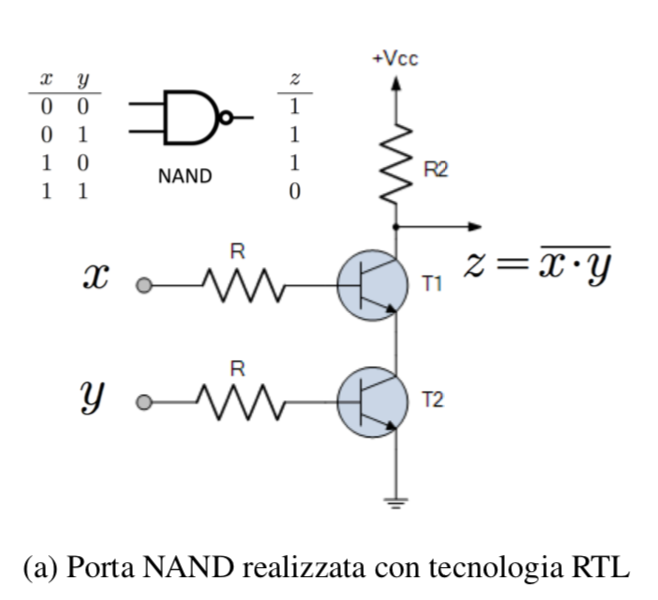 +Vcc
x y z
0 0 1
0 1 1
1 0 1
1 1 0
NAND
R2
R
x
T1
z = \overline{x · y}
R
y
T2
(a) Porta NAND realizzata con tecnologia RTL